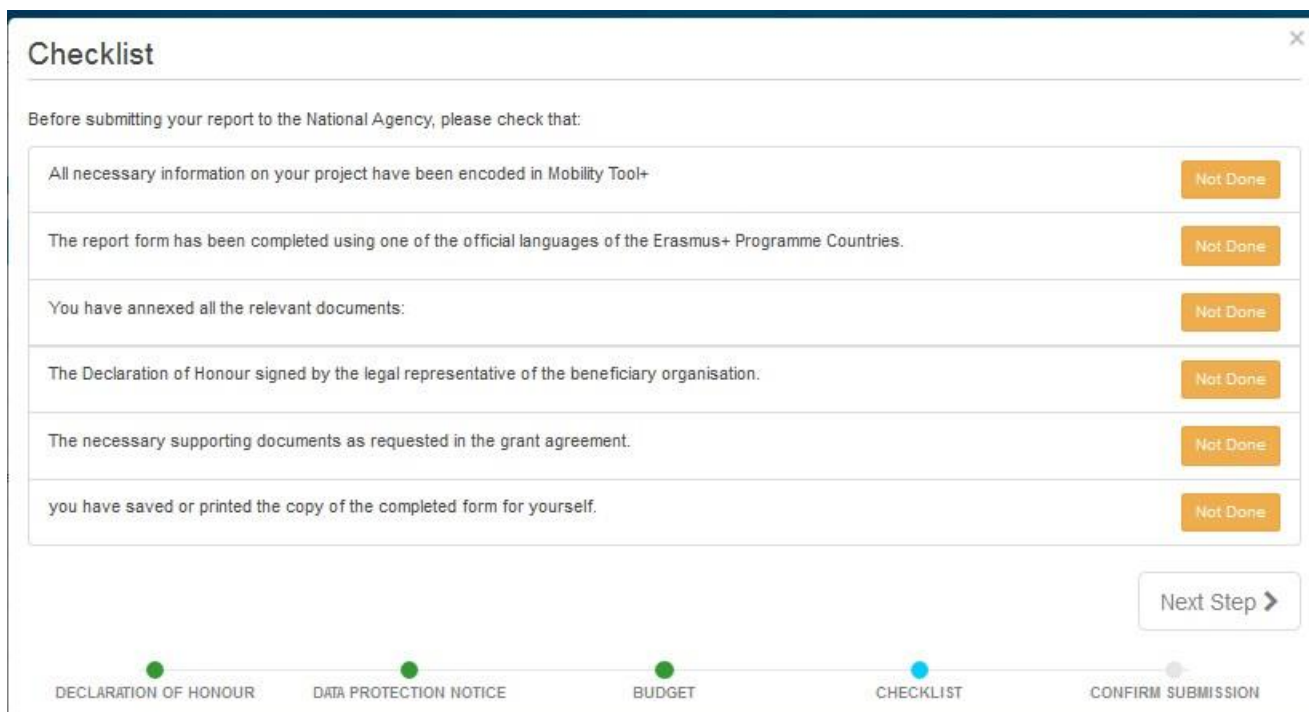 Checklist
×
Before submitting your report to the National Agency, please check that:
All necessary information on your project have been encoded in Mobility Tool+
Not Done
The report form has been completed using one of the official languages of the Erasmus+ Programme Countries.
Not Done
You have annexed all the relevant documents:
Not Done
The Declaration of Honour signed by the legal representative of the beneficiary organisation.
Not Done
The necessary supporting documents as requested in the grant agreement.
Not Done
you have saved or printed the copy of the completed form for yourself.
Not Done
Next Step
DECLARATION OF HONOUR
DATA PROTECTION NOTICE
BUDGET
CHECKLIST
CONFIRM SUBMISSION